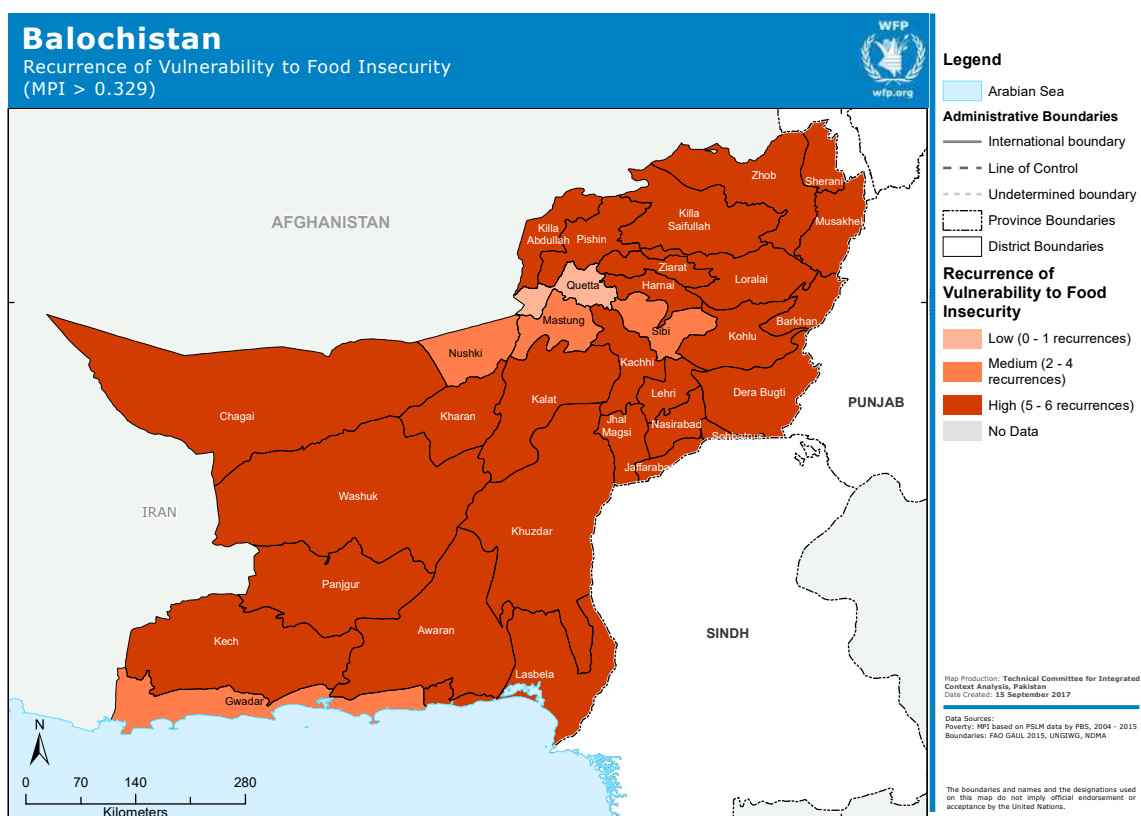 Balochistan
Recurrence of Vulnerability to Food Insecurity
(MPI > 0.329)
WFP
wfp.org
Legend
Arabian Sea
Administrative Boundaries
International boundary
Line of Control
Undetermined boundary
Province Boundaries
District Boundaries
Recurrence of
Vulnerability to Food
Insecurity
Low (0 - 1 recurrences)
Medium (2 - 4
recurrences)
High (5 - 6 recurrences)
No Data
AFGHANISTAN
IRAN
PUNJAB
SINDH
Zhob
Sherani
Killa
Saifullah
Musakhel
Killa
Abdullah
Pishin
Ziarat
Loralai
Quetta
Harnai
Mastung
Sibi
Barkhan
Kohlu
Nushki
Kachhi
Lehri
Dera Bugti
Kalat
Chagai
Kharan
Jhal
Magsi
Nasirabad
Sohbatpur
Jaffarabad
Washuk
Khuzdar
Panjgur
Kech
Awaran
Lasbela
Gwadar
N
0 70 140 280
Kilometers
Map Production: Technical Committee for Integrated
Context Analysis, Pakistan
Date Created: 15 September 2017
Data Sources:
Poverty: MPI based on PSLM data by PBS, 2004 - 2015
Boundaries: FAO GAUL 2015, UNGIWG, NDMA
The boundaries and names and the designations used
on this map do not imply official endorsement or
acceptance by the United Nations.